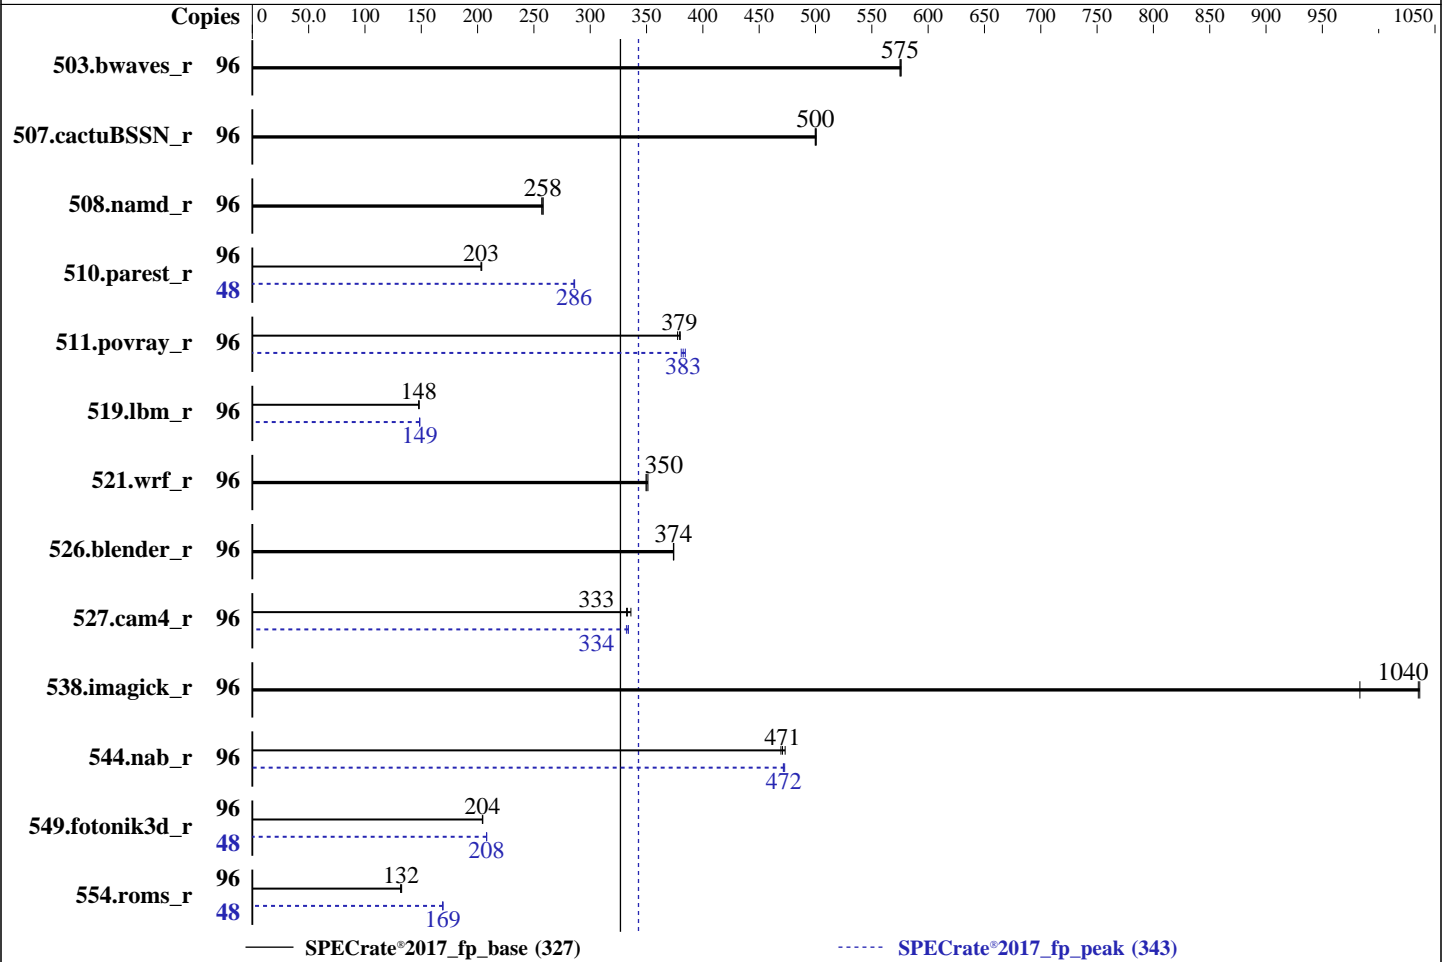 Copies 0 50.0 100 150 200 250 300 350 400 450 500 550 600 650 700 750 800 850 900 950 1050
575
503.bwaves_r 96
500
507.cactuBSSN_r 96
258
508.namd_r 96
96 203
510.parest_r
48 286
379
511.povray_r 96
383
148
519.lbm_r 96
149
350
521.wrf_r 96
374
526.blender_r 96
333
527.cam4_r 96
334
1040
538.imagick_r 96
471
544.nab_r 96
472
96 204
549.fotonik3d_r
48 208
96 132
554.roms_r
48 169
SPECrate®2017_fp_base (327) SPECrate®2017_fp_peak (343)